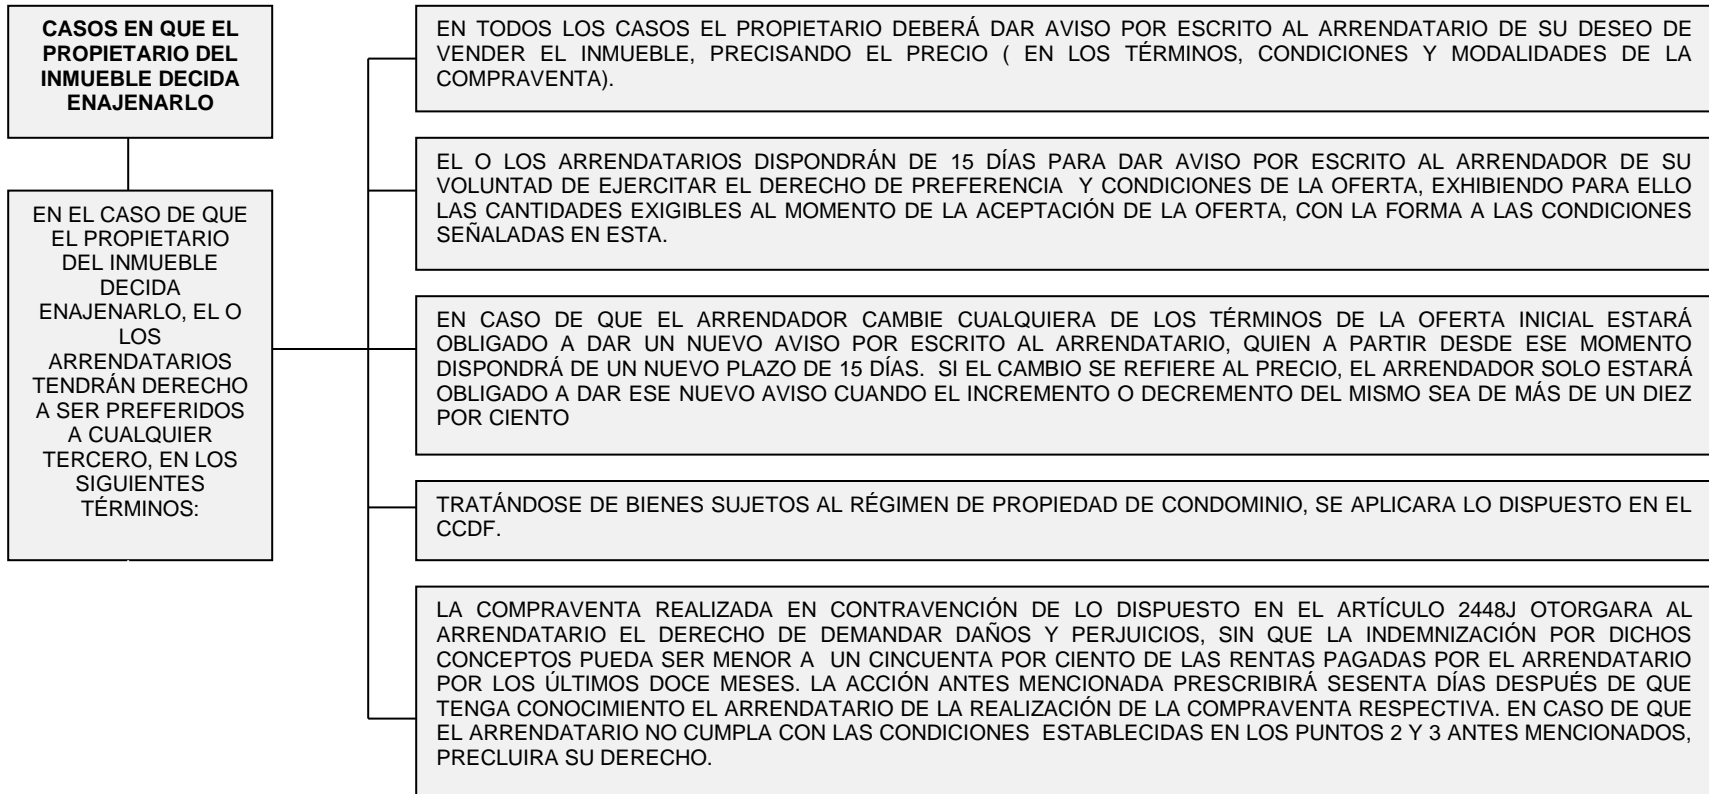 CASOS EN QUE EL
PROPIETARIO DEL
INMUEBLE DECIDA
ENAJENARLO
EN EL CASO DE QUE
EL PROPIETARIO
DEL INMUEBLE
DECIDA
ENAJENARLO, EL O
LOS
ARRENDATARIOS
TENDRÁN DERECHO
A SER PREFERIDOS
A CUALQUIER
TERCERO, EN LOS
SIGUIENTES
TÉRMINOS:
EN TODOS LOS CASOS EL PROPIETARIO DEBERÁ DAR AVISO POR ESCRITO AL ARRENDATARIO DE SU DESEO DE
VENDER EL INMUEBLE, PRECISANDO EL PRECIO ( EN LOS TÉRMINOS, CONDICIONES Y MODALIDADES DE LA
COMPRAVENTA).
EL O LOS ARRENDATARIOS DISPONDRÁN DE 15 DÍAS PARA DAR AVISO POR ESCRITO AL ARRENDADOR DE SU
VOLUNTAD DE EJERCITAR EL DERECHO DE PREFERENCIA Y CONDICIONES DE LA OFERTA, EXHIBIENDO PARA ELLO
LAS CANTIDADES EXIGIBLES AL MOMENTO DE LA ACEPTACIÓN DE LA OFERTA, CON LA FORMA A LAS CONDICIONES
SEÑALADAS EN ESTA.
EN CASO DE QUE EL ARRENDADOR CAMBIE CUALQUIERA DE LOS TÉRMINOS DE LA OFERTA INICIAL ESTARÁ
OBLIGADO A DAR UN NUEVO AVISO POR ESCRITO AL ARRENDATARIO, QUIEN A PARTIR DESDE ESE MOMENTO
DISPONDRÁ DE UN NUEVO PLAZO DE 15 DÍAS. SI EL CAMBIO SE REFIERE AL PRECIO, EL ARRENDADOR SOLO ESTARÁ
OBLIGADO A DAR ESE NUEVO AVISO CUANDO EL INCREMENTO O DECREMENTO DEL MISMO SEA DE MÁS DE UN DIEZ
POR CIENTO
TRATÁNDOSE DE BIENES SUJETOS AL RÉGIMEN DE PROPIEDAD DE CONDOMINIO, SE APLICARA LO DISPUESTO EN EL
CCDF.
LA COMPRAVENTA REALIZADA EN CONTRAVENCIÓN DE LO DISPUESTO EN EL ARTÍCULO 2448J OTORGARA AL
ARRENDATARIO EL DERECHO DE DEMANDAR DAÑOS Y PERJUICIOS, SIN QUE LA INDEMNIZACIÓN POR DICHOS
CONCEPTOS PUEDA SER MENOR A UN CINCUENTA POR CIENTO DE LAS RENTAS PAGADAS POR EL ARRENDATARIO
POR LOS ÚLTIMOS DOCE MESES. LA ACCIÓN ANTES MENCIONADA PRESCRIBIRÁ SESENTA DÍAS DESPUÉS DE QUE
TENGA CONOCIMIENTO EL ARRENDATARIO DE LA REALIZACIÓN DE LA COMPRAVENTA RESPECTIVA. EN CASO DE QUE
EL ARRENDATARIO NO CUMPLA CON LAS CONDICIONES ESTABLECIDAS EN LOS PUNTOS 2 Y 3 ANTES MENCIONADOS,
PRECLUIRA SU DERECHO.